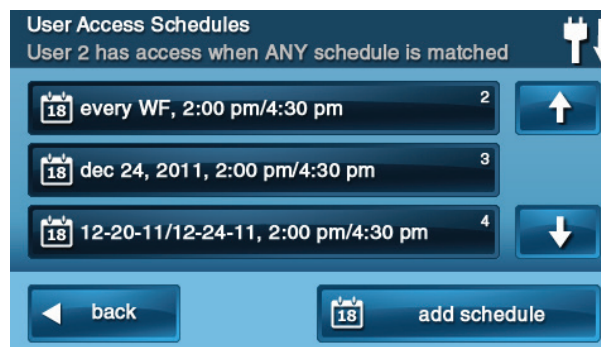 User Access Schedules
User 2 has access when ANY schedule is matched
18 every WF, 2:00 pm/4:30 pm 2
18 dec 24, 2011, 2:00 pm/4:30 pm 3
18 12-20-11/12-24-11, 2:00 pm/4:30 pm 4
back 18 add schedule